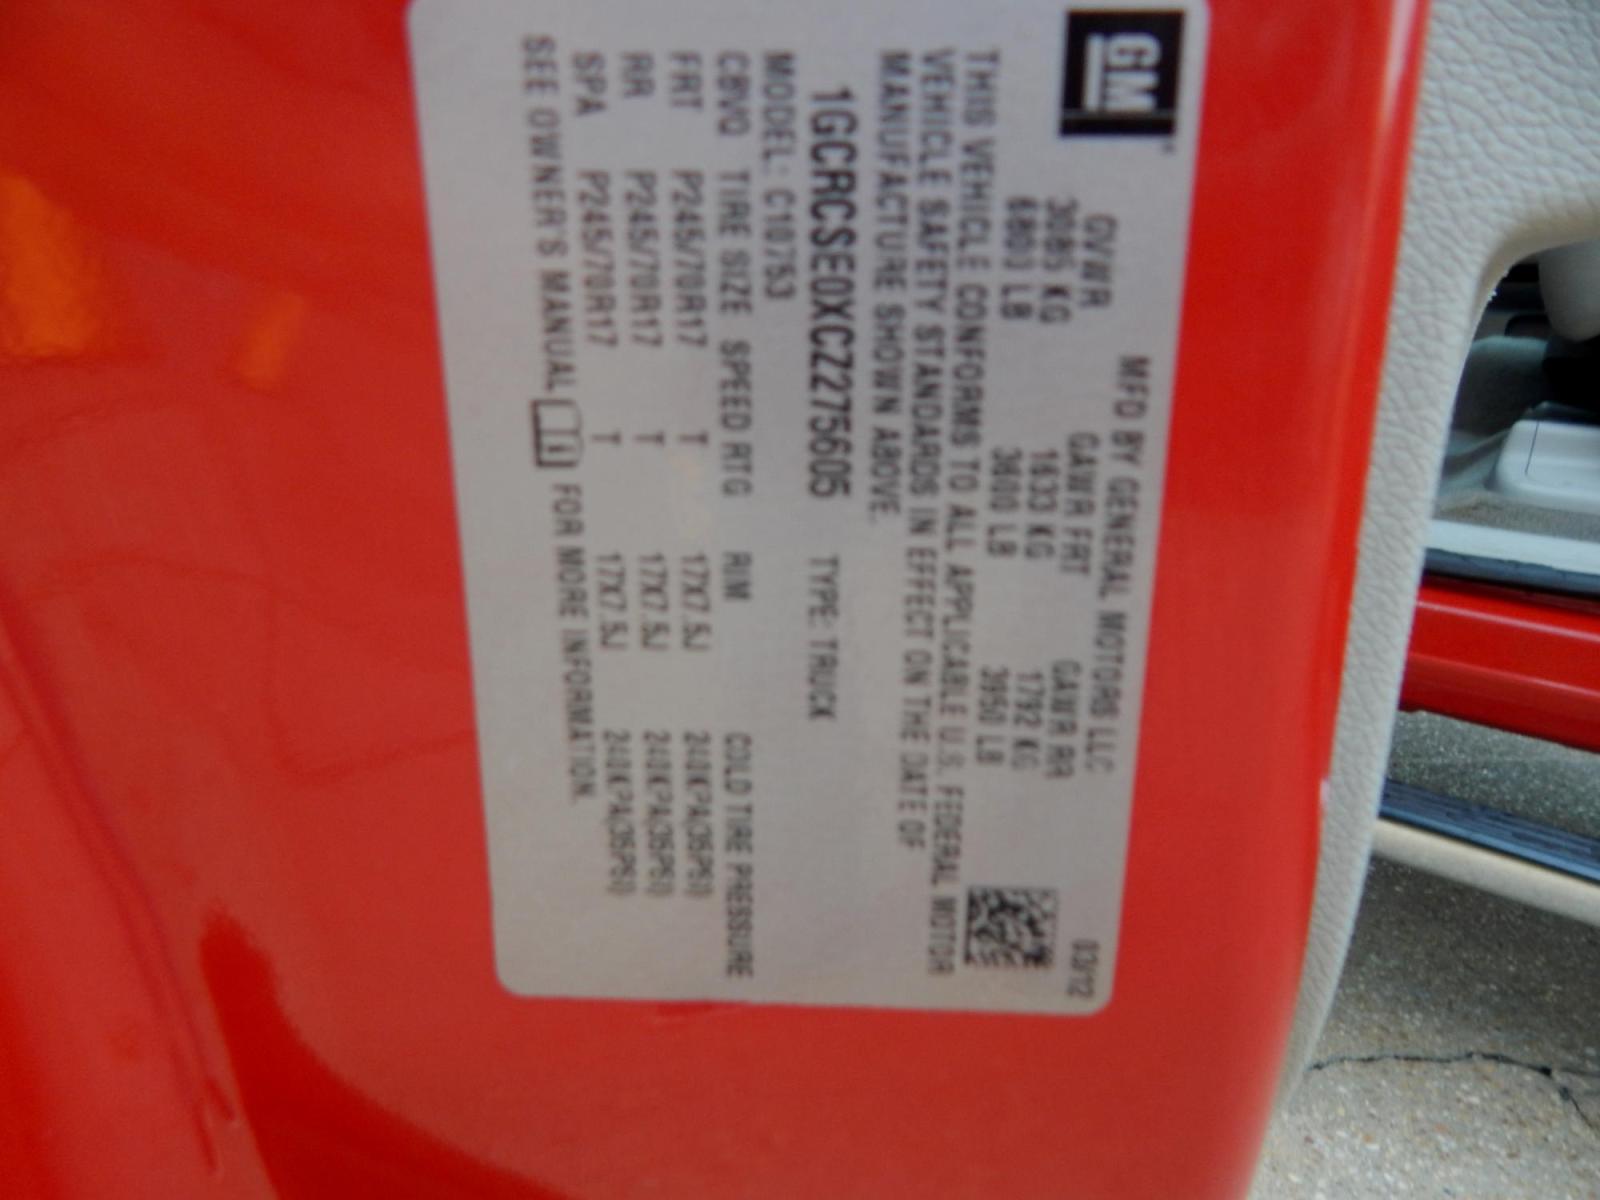 GM
MFD BY GENERAL MOTORS LLC 03/12
GVWR GAWR FRT GAWR RR
3085 KG 1633 KG 1792 KG
6800 LB 3600 LB 3950 LB
THIS VEHICLE CONFORMS TO ALL APPLICABLE U.S. FEDERAL MOTOR
VEHICLE SAFETY STANDARDS IN EFFECT ON THE DATE OF
MANUFACTURE SHOWN ABOVE.
1GCRCSE0XCZ275605 TYPE: TRUCK
MODEL: C10753
CBVQ TIRE SIZE SPEED RTG RIM COLD TIRE PRESSURE
FRT P245/70R17 T 17X7.5J 240KPA(35PSI)
RR P245/70R17 T 17X7.5J 240KPA(35PSI)
SPA P245/70R17 T 17X7.5J 240KPA(35PSI)
SEE OWNER'S MANUAL FOR MORE INFORMATION.